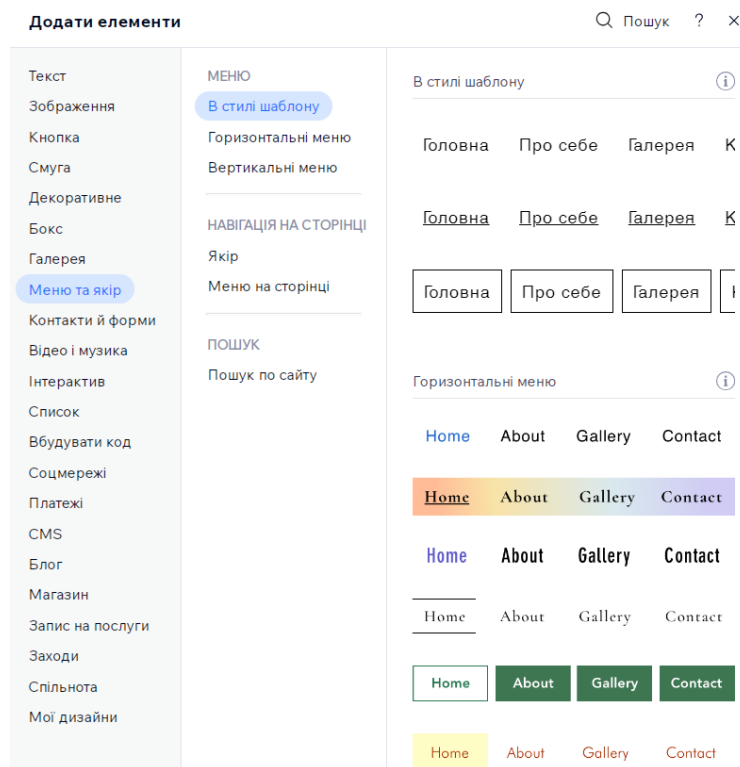 Додати елементи
Пошук ?
Текст
Зображення
Кнопка
Смуга
Декоративне
Бокс
Галерея
Меню та якір
Контакти й форми
Відео і музика
Інтерактив
Список
Вбудувати код
Соцмережі
Платежі
CMS
Блог
Магазин
Запис на послуги
Заходи
Спільнота
Мої дизайни
МЕНЮ
В стилі шаблону
Горизонтальні меню
Вертикальні меню
НАВІГАЦІЯ НА СТОРІНЦІ
Якір
Меню на сторінці
ПОШУК
Пошук по сайту
В стилі шаблону
Головна Про себе Галерея
Головна Про себе Галерея
Головна Про себе Галерея
Горизонтальні меню
Home About Gallery Contact
Home About Gallery Contact
Home About Gallery Contact
Home About Gallery Contact
Home About Gallery Contact
Home About Gallery Contact